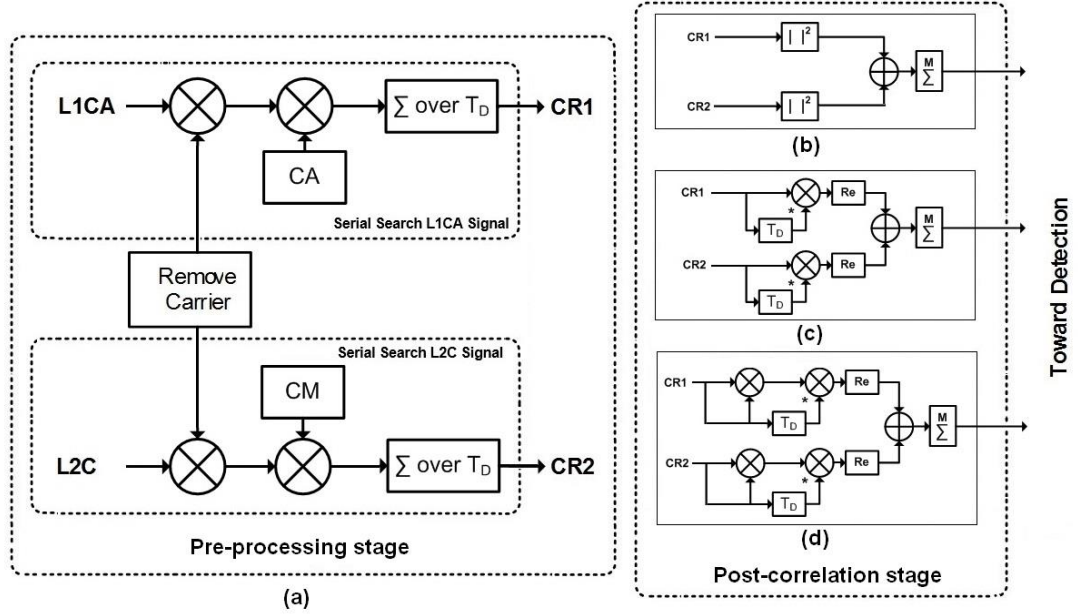 L1CA
CA
∑ over T_D
CR1
Serial Search L1CA Signal
Remove
Carrier
Serial Search L2C Signal
CM
L2C
∑ over T_D
CR2
Pre-processing stage
(a)
CR1
| |²
CR2
| |²
M
∑
(b)
CR1
*
T_D
Re
CR2
*
T_D
Re
M
∑
(c)
CR1
*
T_D
Re
CR2
*
T_D
Re
M
∑
(d)
Post-correlation stage
Toward Detection